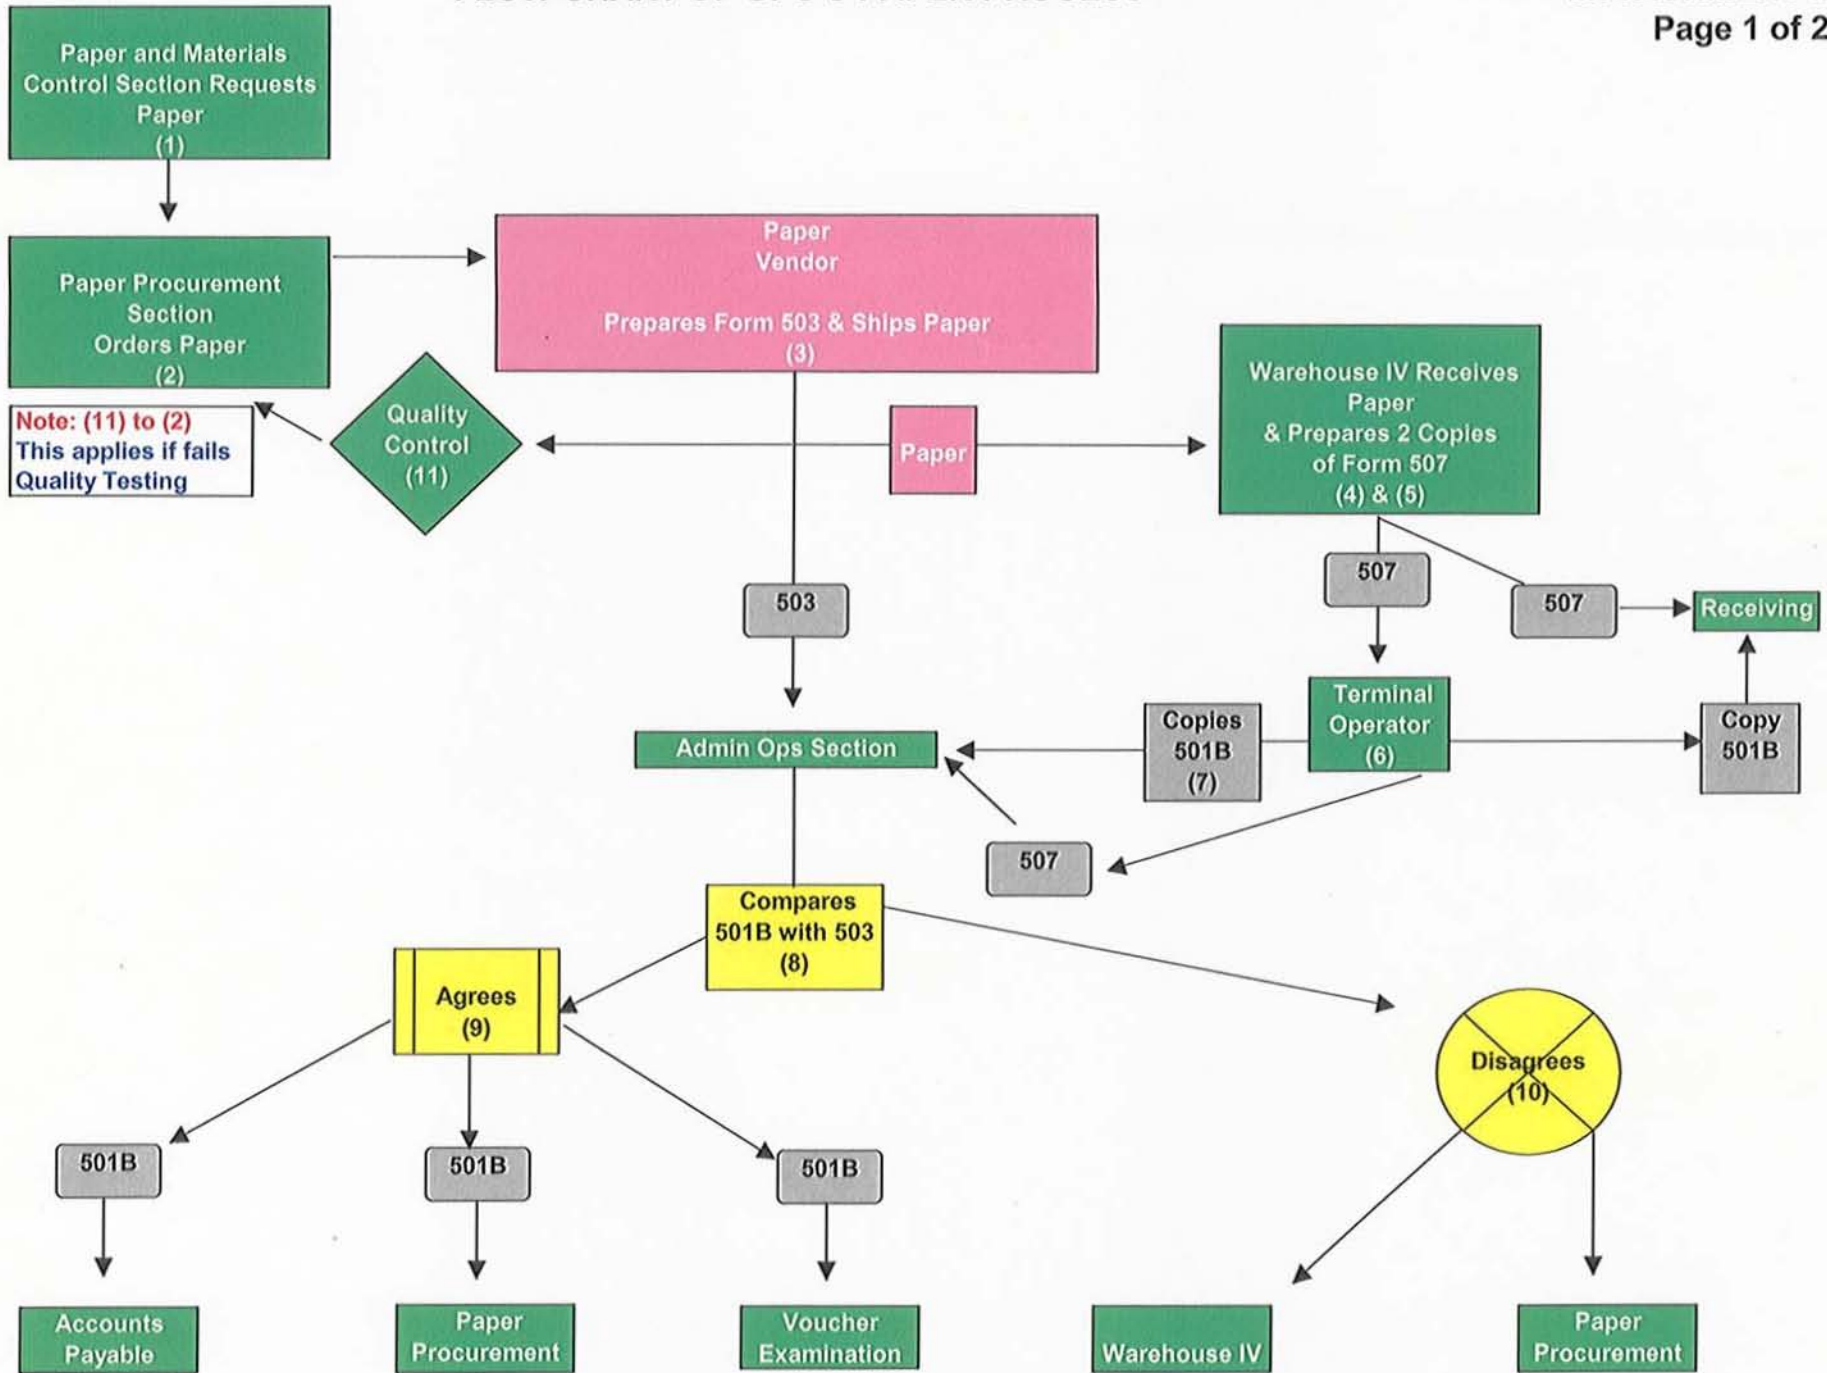 Page 1 of 2
Paper and Materials
Control Section Requests
Paper
(1)
Paper Procurement
Section
Orders Paper
(2)
Paper
Vendor
Prepares Form 503 & Ships Paper
(3)
Note: (11) to (2)
This applies if fails
Quality Testing
Quality
Control
(11)
Paper
Warehouse IV Receives
Paper
& Prepares 2 Copies
of Form 507
(4) & (5)
503
507
507
Receiving
Admin Ops Section
Copies
501B
(7)
Terminal
Operator
(6)
Copy
501B
507
Compares
501B with 503
(8)
Agrees
(9)
Disagrees
(10)
501B
501B
501B
Accounts
Payable
Paper
Procurement
Voucher
Examination
Warehouse IV
Paper
Procurement